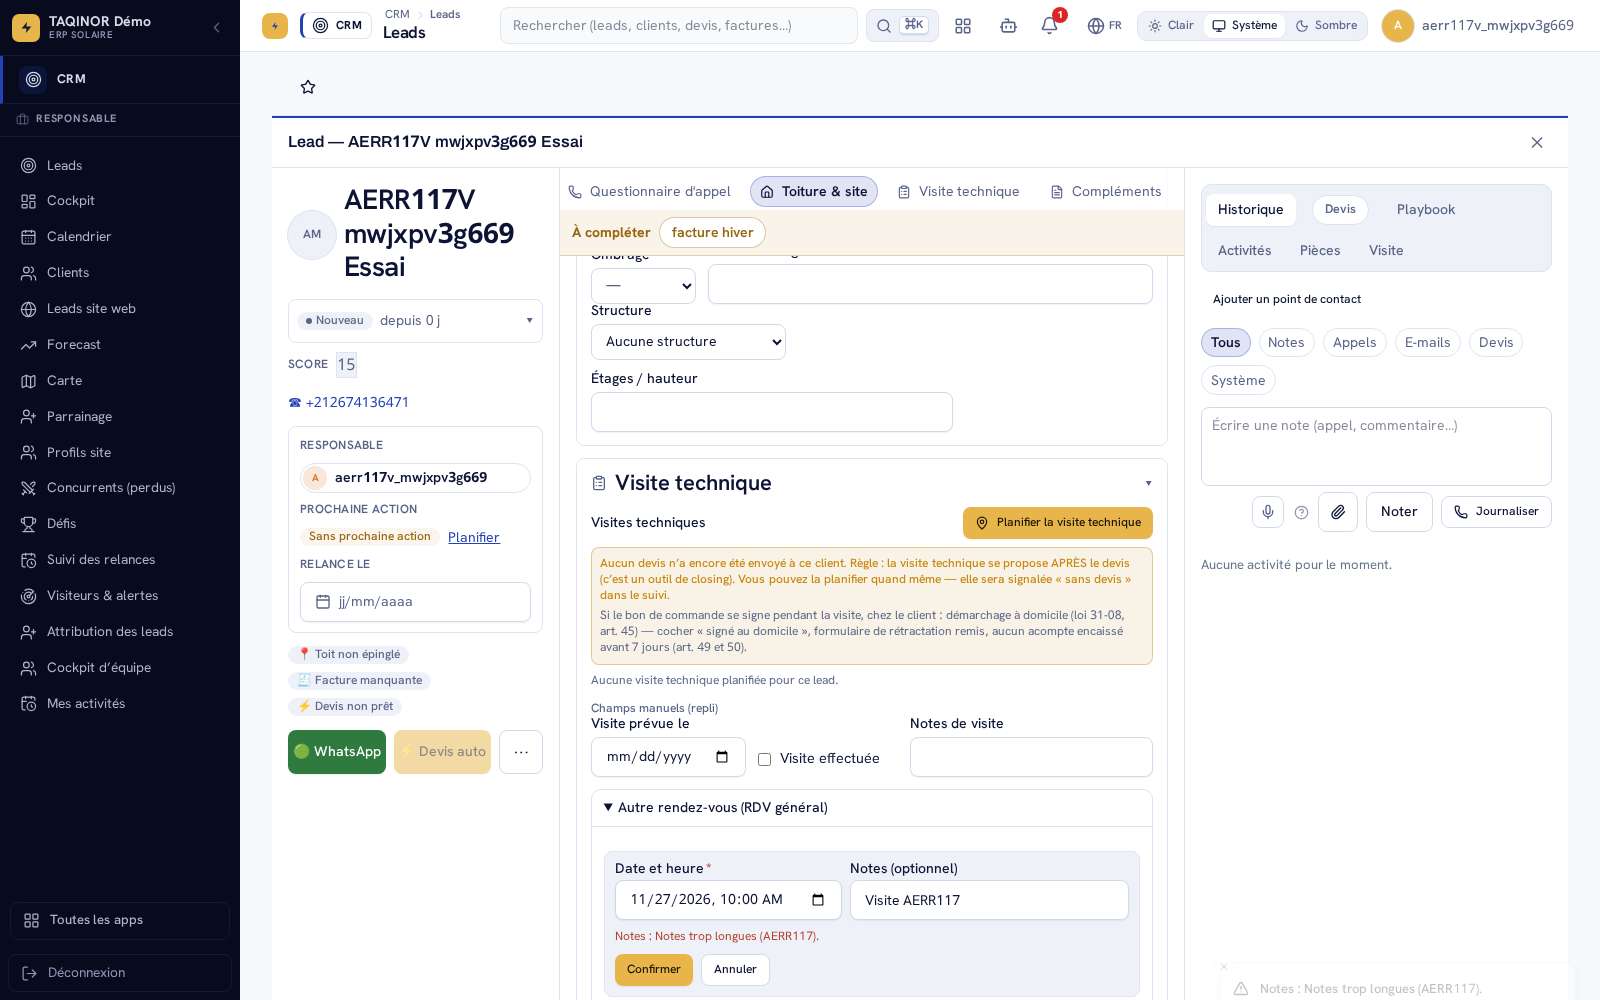 TAQINOR Démo
ERP SOLAIRE
CRM
RESPONSABLE
Leads
Cockpit
Calendrier
Clients
Leads site web
Forecast
Carte
Parrainage
Profils site
Concurrents (perdus)
Défis
Suivi des relances
Visiteurs & alertes
Attribution des leads
Cockpit d'équipe
Mes activités
Toutes les apps
Déconnexion
CRM
CRM > Leads
Leads
Rechercher (leads, clients, devis, factures...)
⌘K
1
FR
Clair
Système
Sombre
A
aerr117v_mwjxpv3g669
Lead — AERR117V mwjxpv3g669 Essai
AM
AERR117V
mwjxpv3g669
Essai
Nouveau
depuis 0 j
SCORE 15
☎ +212674136471
RESPONSABLE
A aerr117v_mwjxpv3g669
PROCHAINE ACTION
Sans prochaine action Planifier
RELANCE LE
jj/mm/aaaa
📍 Toit non épinglé
🧾 Facture manquante
⚡ Devis non prêt
WhatsApp
⚡ Devis auto
...
Questionnaire d'appel
Toiture & site
Visite technique
Compléments
À compléter
facture hiver
Ombrage
—
Structure
Aucune structure
Étages / hauteur
Visite technique
Visites techniques
Planifier la visite technique
Aucun devis n'a encore été envoyé à ce client. Règle : la visite technique se propose APRÈS le devis
(c'est un outil de closing). Vous pouvez la planifier quand même — elle sera signalée « sans devis »
dans le suivi.
Si le bon de commande se signe pendant la visite, chez le client : démarchage à domicile (loi 31-08,
art. 45) — cocher « signé au domicile », formulaire de rétractation remis, aucun acompte encaissé
avant 7 jours (art. 49 et 50).
Aucune visite technique planifiée pour ce lead.
Champs manuels (repli)
Visite prévue le
mm/dd/yyyy
Visite effectuée
Notes de visite
Autre rendez-vous (RDV général)
Date et heure *
11/27/2026, 10:00 AM
Notes (optionnel)
Visite AERR117
Notes : Notes trop longues (AERR117).
Confirmer
Annuler
Historique
Devis
Playbook
Activités
Pièces
Visite
Ajouter un point de contact
Tous
Notes
Appels
E-mails
Devis
Système
Écrire une note (appel, commentaire...)
Noter
Journaliser
Aucune activité pour le moment.
Notes : Notes trop longues (AERR117).